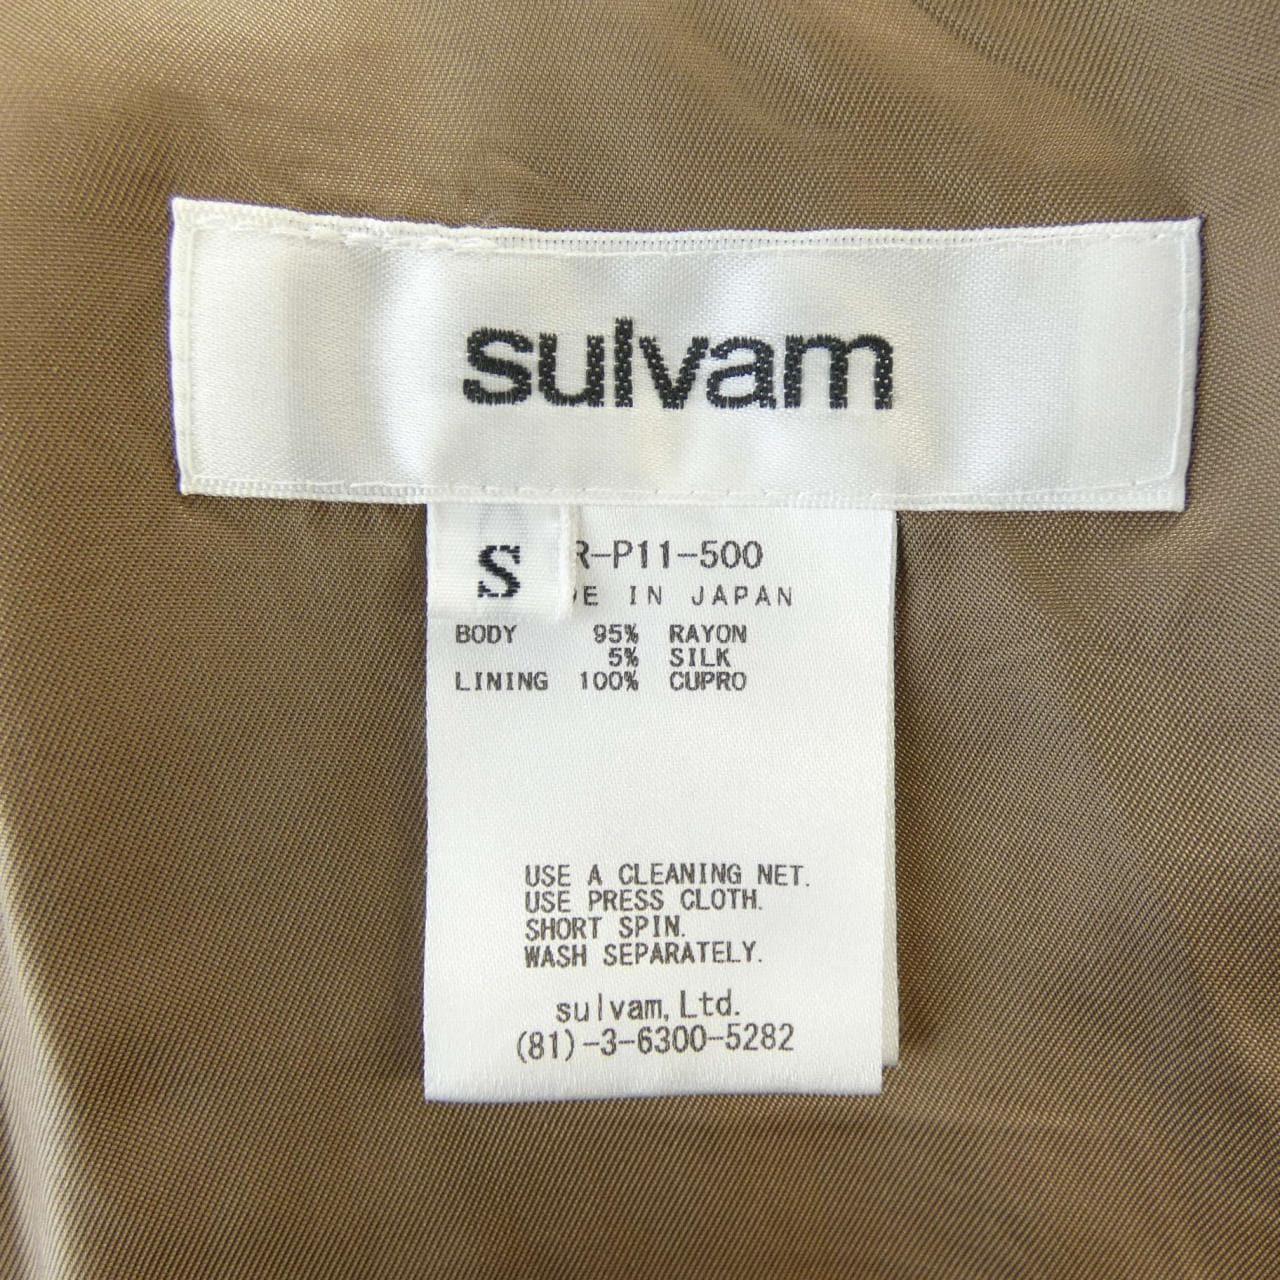 sulvam
S
R-P11-500
IN JAPAN
BODY 95% RAYON
5% SILK
LINING 100% CUPRO
USE A CLEANING NET.
USE PRESS CLOTH.
SHORT SPIN.
WASH SEPARATELY.
sulvam, Ltd.
(81)-3-6300-5282